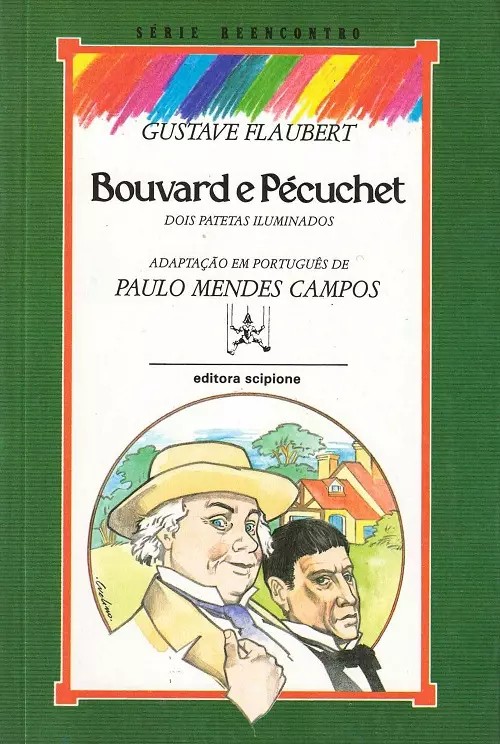 SÉRIE REENCONTRO
GUSTAVE FLAUBERT
Bouvard e Pécuchet
DOIS PATETAS ILUMINADOS
ADAPTAÇÃO EM PORTUGUÊS DE
PAULO MENDES CAMPOS
editora scipione